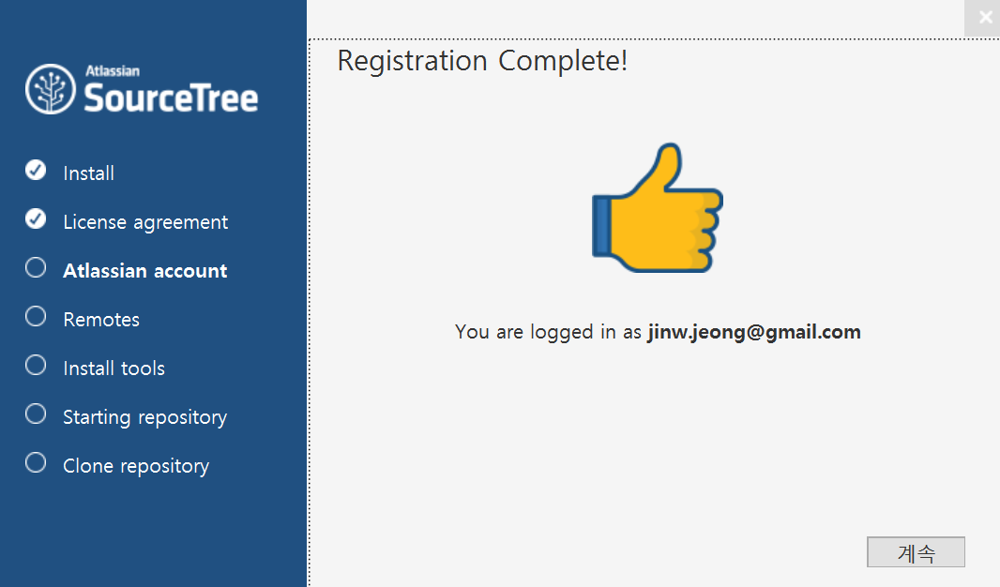 Atlassian
SourceTree
Install
License agreement
Atlassian account
Remotes
Install tools
Starting repository
Clone repository
Registration Complete!
You are logged in as jinw.jeong@gmail.com
계속